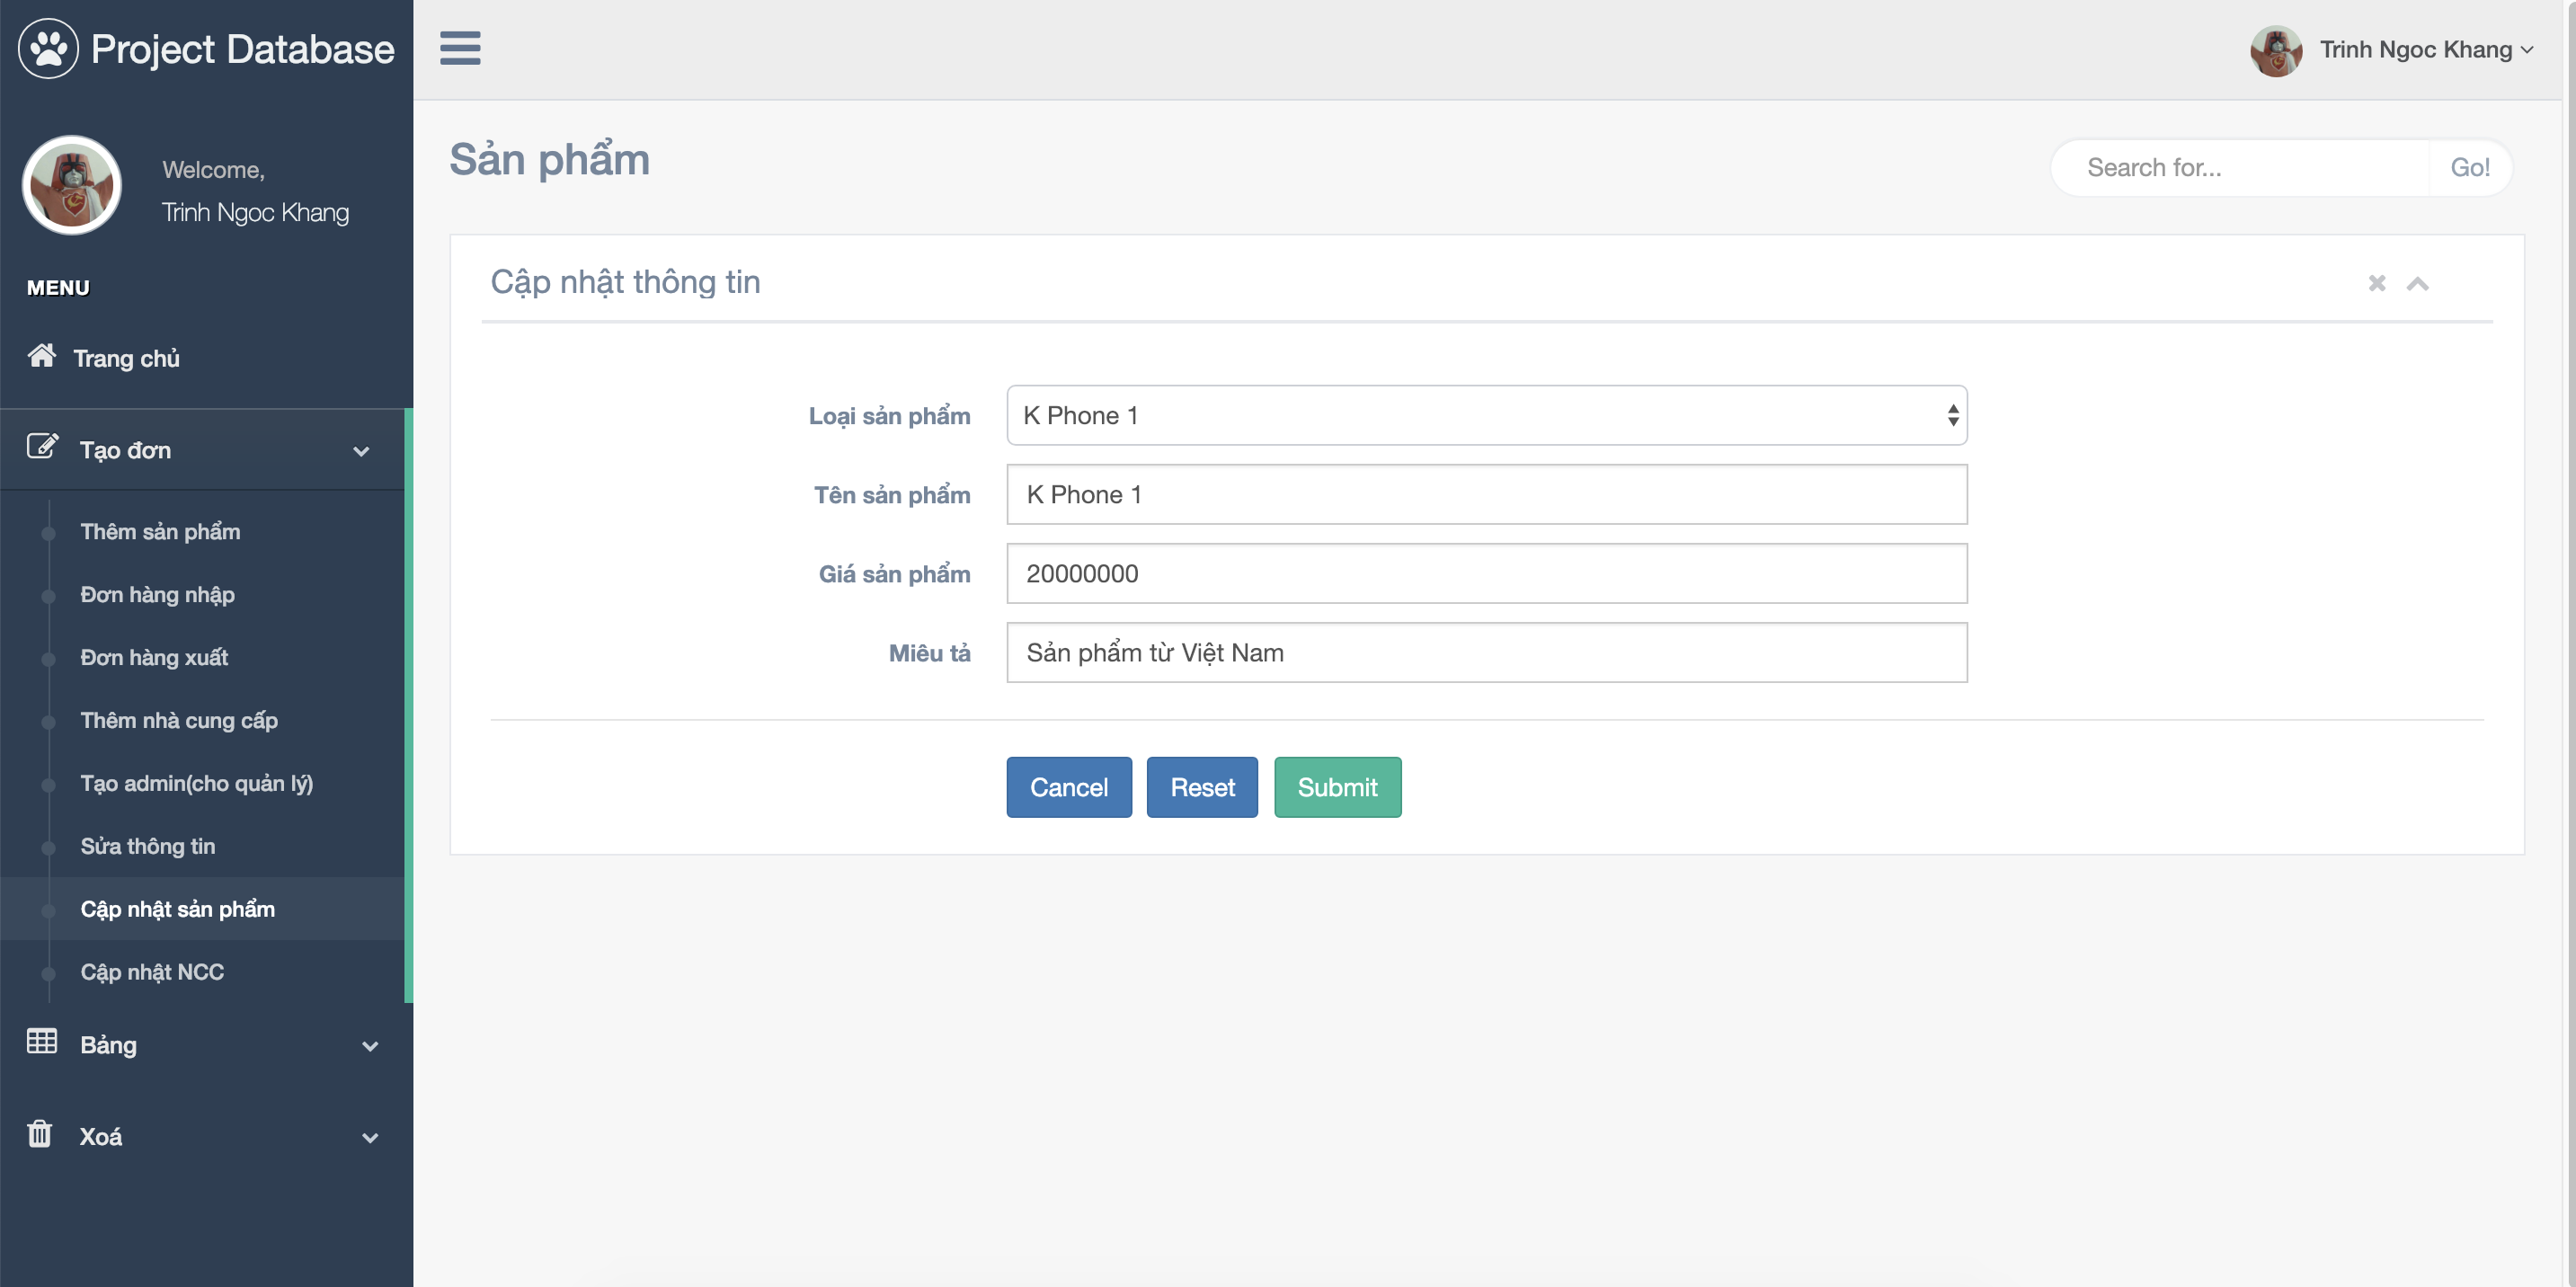 Project Database
Trinh Ngoc Khang
Welcome,
Trinh Ngoc Khang
MENU
Trang chủ
Tạo đơn
Thêm sản phẩm
Đơn hàng nhập
Đơn hàng xuất
Thêm nhà cung cấp
Tạo admin(cho quản lý)
Sửa thông tin
Cập nhật sản phẩm
Cập nhật NCC
Bảng
Xoá
Sản phẩm
Search for...
Go!
Cập nhật thông tin
Loại sản phẩm K Phone 1
Tên sản phẩm K Phone 1
Giá sản phẩm 20000000
Miêu tả Sản phẩm từ Việt Nam
Cancel Reset Submit